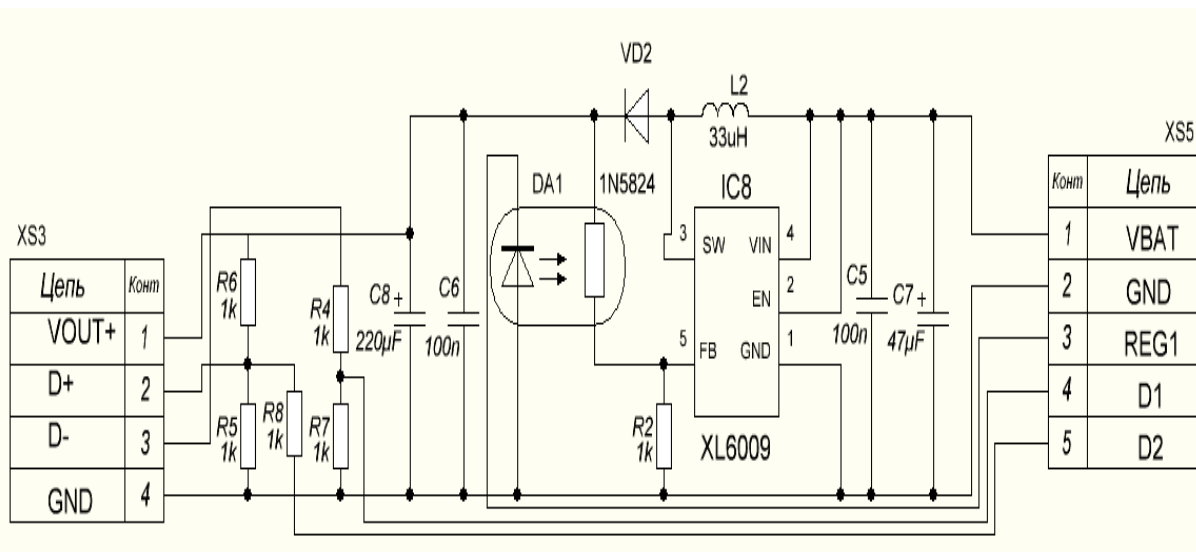 VD2
L2
33uH
XS5
DA1
1N5824
IC8
Конт
Цепь
1
VBAT
2
GND
3
REG1
4
D1
5
D2
3
SW
VIN
4
EN
2
5
FB
GND
1
XL6009
C5
100n
C7
+
47µF
XS3
Цепь
Конт
VOUT+
1
D+
2
D-
3
GND
4
R6
1k
R4
1k
C8
+
220µF
C6
100n
R5
1k
R8
1k
R7
1k
R2
1k